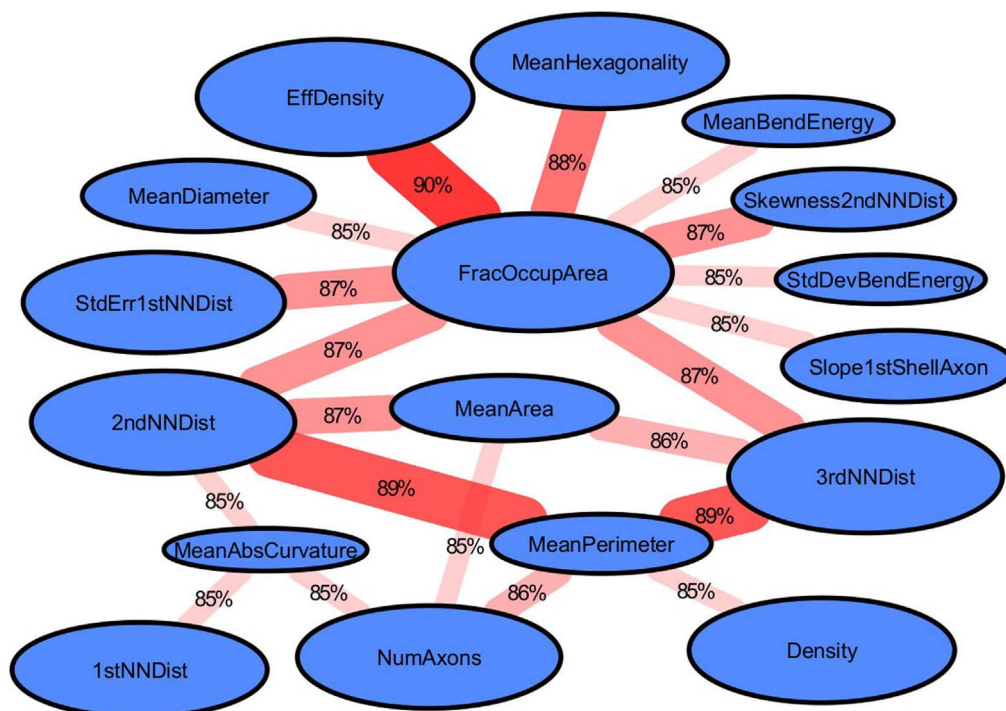 MeanHexagonality
EffDensity
MeanBendEnergy
88%
90%
85%
MeanDiameter
Skewness2ndNNDist
85%
87%
FracOccupArea
StdErr1stNNDist
87%
85%
StdDevBendEnergy
85%
87%
Slope1stShellAxon
87%
MeanArea
2ndNNDist
87%
86%
3rdNNDist
89%
85%
89%
MeanAbsCurvature
85%
MeanPerimeter
85%
85%
86%
85%
1stNNDist
NumAxons
Density